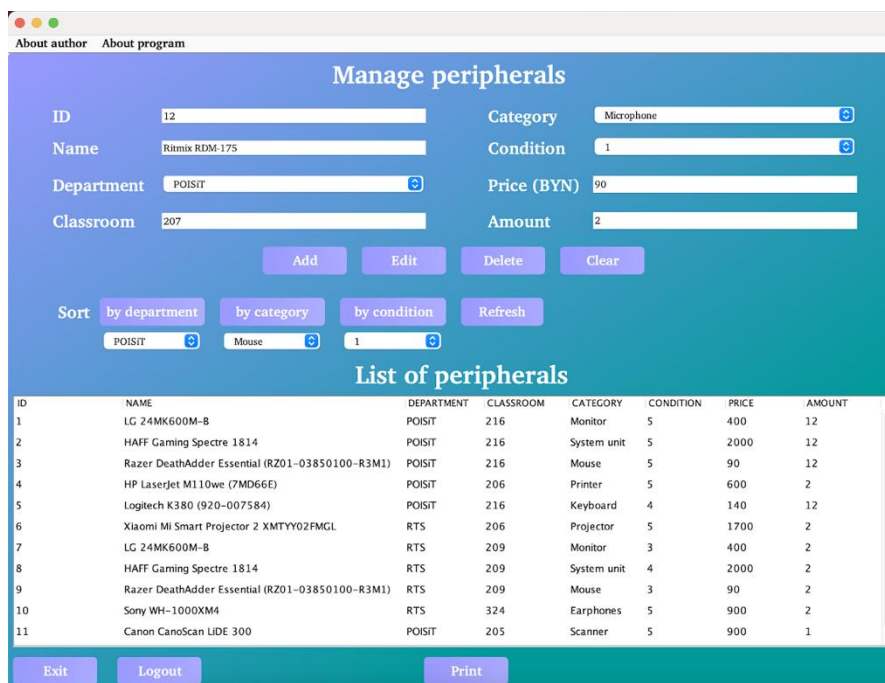 About author About program
Manage peripherals
ID 12 Category Microphone
Name Ritmix RDM-175 Condition 1
Department POISiT Price (BYN) 90
Classroom 207 Amount 2
Add Edit Delete Clear
Sort by department by category by condition Refresh
POISiT Mouse 1
List of peripherals
ID NAME DEPARTMENT CLASSROOM CATEGORY CONDITION PRICE AMOUNT
1 LG 24MK600M-B POISiT 216 Monitor 5 400 12
2 HAFF Gaming Spectre 1814 POISiT 216 System unit 5 2000 12
3 Razer DeathAdder Essential (RZ01-03850100-R3M1) POISiT 216 Mouse 5 90 12
4 HP LaserJet M110we (7MD66E) POISiT 206 Printer 5 600 2
5 Logitech K380 (920-007584) POISiT 216 Keyboard 4 140 12
6 Xiaomi Mi Smart Projector 2 XMTYY02FMGL RTS 206 Projector 5 1700 2
7 LG 24MK600M-B RTS 209 Monitor 3 400 2
8 HAFF Gaming Spectre 1814 RTS 209 System unit 4 2000 2
9 Razer DeathAdder Essential (RZ01-03850100-R3M1) RTS 209 Mouse 3 90 2
10 Sony WH-1000XM4 RTS 324 Earphones 5 900 2
11 Canon CanoScan LiDE 300 POISiT 205 Scanner 5 900 1
Exit Logout Print